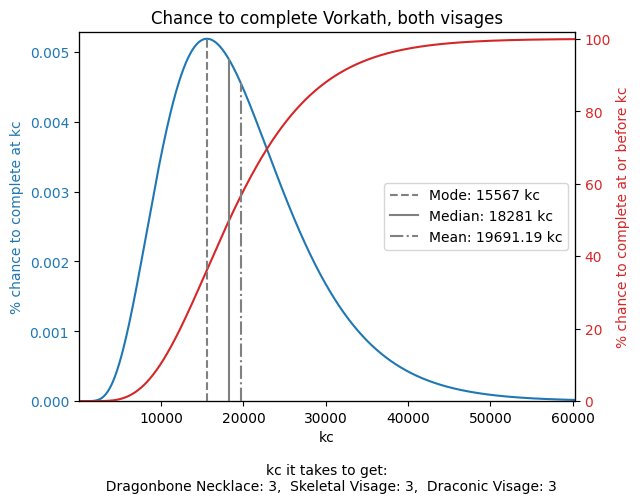 Chance to complete Vorkath, both visages
% chance to complete at kc
0.005
0.004
0.003
0.002
0.001
0.000
100
80
60
40
20
0
% chance to complete at or before kc
Mode: 15567 kc
Median: 18281 kc
Mean: 19691.19 kc
10000 20000 30000 40000 50000 60000
kc
kc it takes to get:
Dragonbone Necklace: 3, Skeletal Visage: 3, Draconic Visage: 3